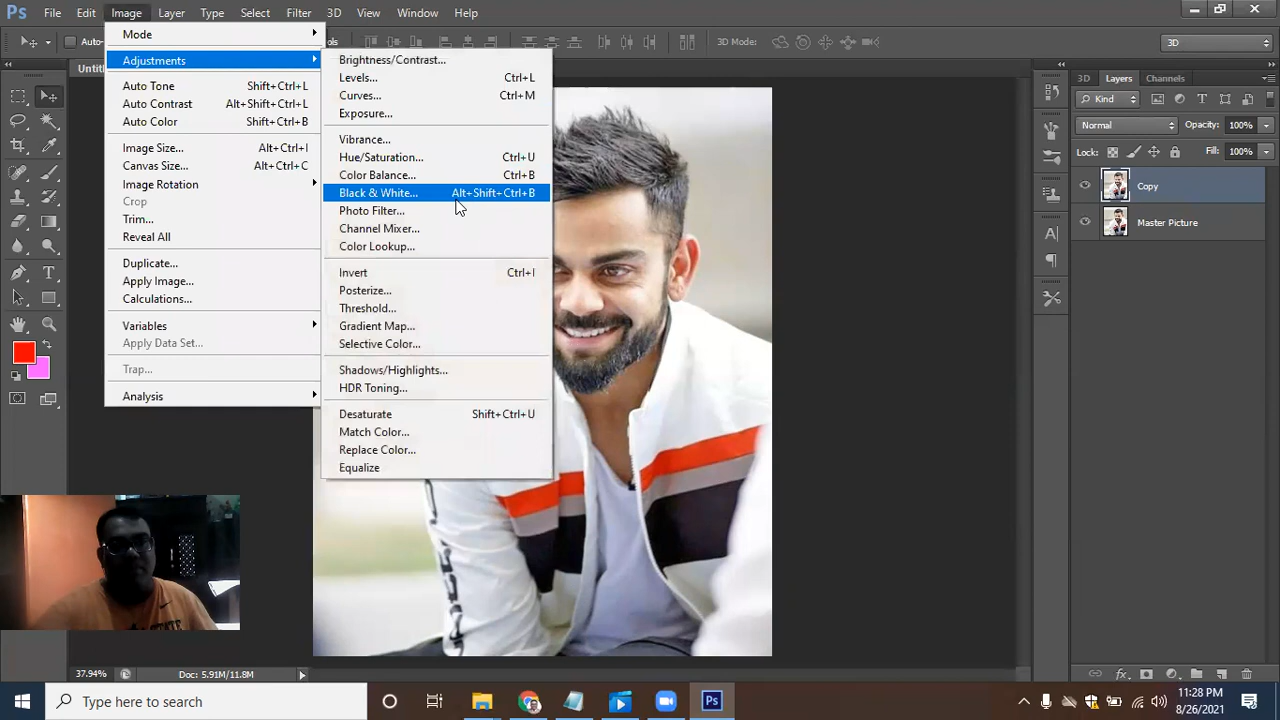 Ps File Edit Image Layer Type Select Filter 3D View Window Help
3D Mode:
3D
Mode
Adjustments
Auto Tone Shift+Ctrl+L
Auto Contrast Alt+Shift+Ctrl+L
Auto Color Shift+Ctrl+B
Image Size... Alt+Ctrl+I
Canvas Size... Alt+Ctrl+C
Image Rotation
Crop
Trim...
Reveal All
Duplicate...
Apply Image...
Calculations...
Variables
Apply Data Set...
Trap...
Analysis
Brightness/Contrast...
Levels... Ctrl+L
Curves... Ctrl+M
Exposure...
Vibrance...
Hue/Saturation... Ctrl+U
Color Balance... Ctrl+B
Black & White... Alt+Shift+Ctrl+B
Photo Filter...
Channel Mixer...
Color Lookup...
Invert Ctrl+I
Posterize...
Threshold...
Gradient Map...
Selective Color...
Shadows/Highlights...
HDR Toning...
Desaturate Shift+Ctrl+U
Match Color...
Replace Color...
Equalize
3D Layers Channels
Kind
Normal Opacity: 100%
Fill: 100%
Copy
Master Picture
37.94% Doc: 5.91M/11.8M
Type here to search
8/26/2021